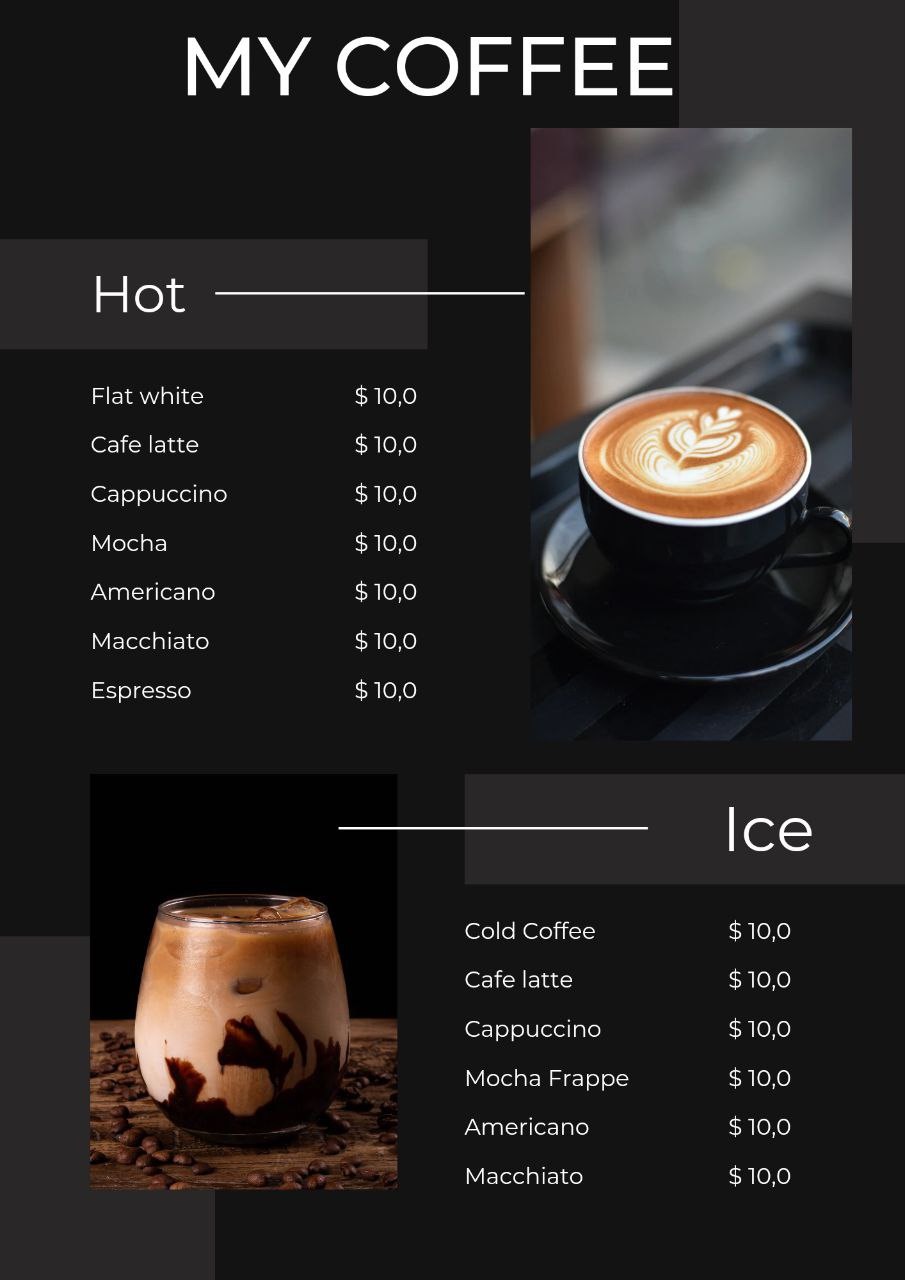 MY COFFEE
Hot
Flat white $ 10,0
Cafe latte $ 10,0
Cappuccino $ 10,0
Mocha $ 10,0
Americano $ 10,0
Macchiato $ 10,0
Espresso $ 10,0
Ice
Cold Coffee $ 10,0
Cafe latte $ 10,0
Cappuccino $ 10,0
Mocha Frappe $ 10,0
Americano $ 10,0
Macchiato $ 10,0